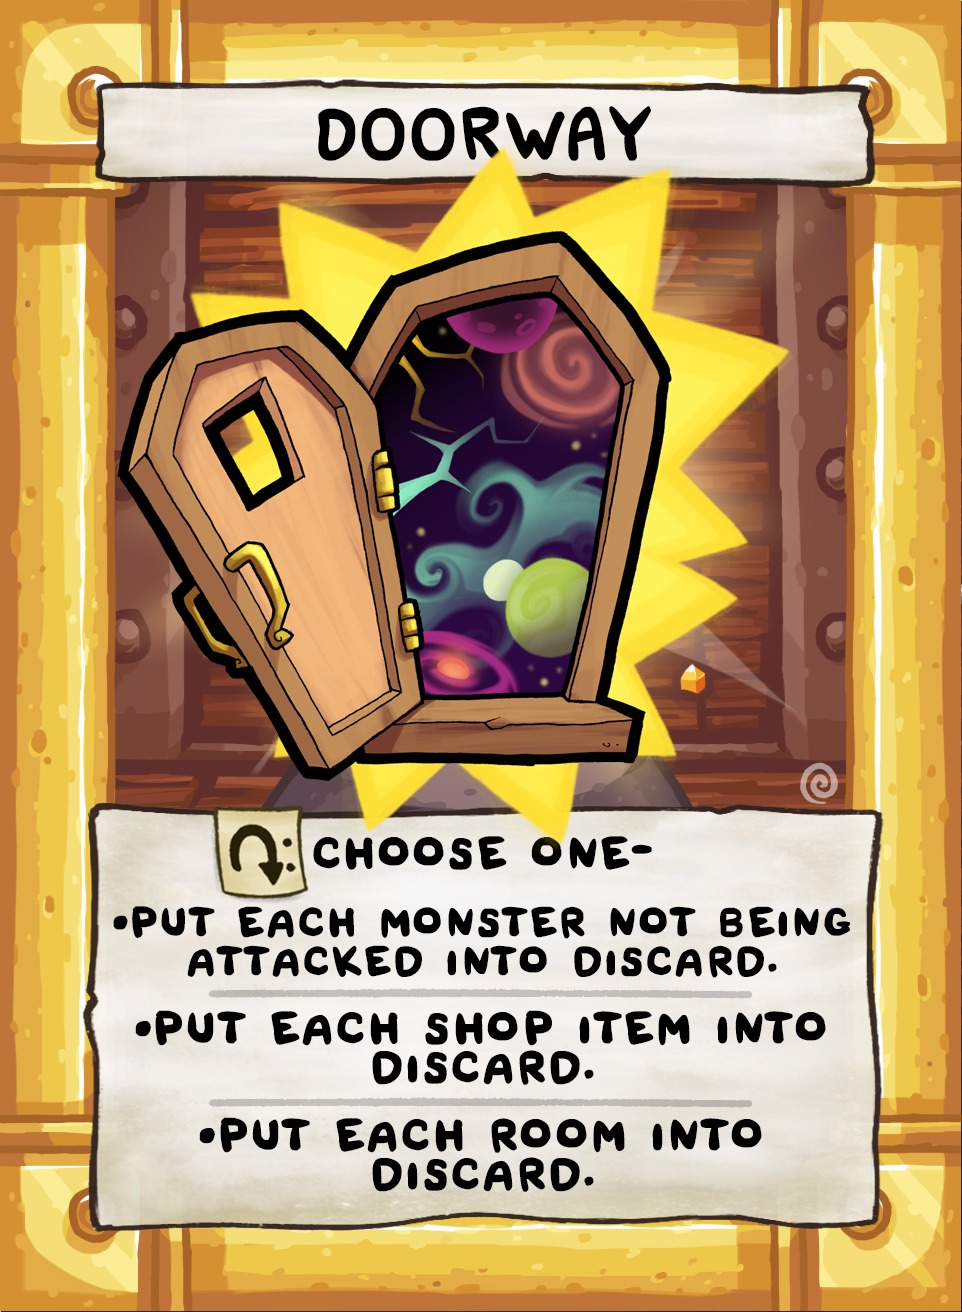 DOORWAY
: CHOOSE ONE-
•PUT EACH MONSTER NOT BEING
ATTACKED INTO DISCARD.
•PUT EACH SHOP ITEM INTO
DISCARD.
•PUT EACH ROOM INTO
DISCARD.